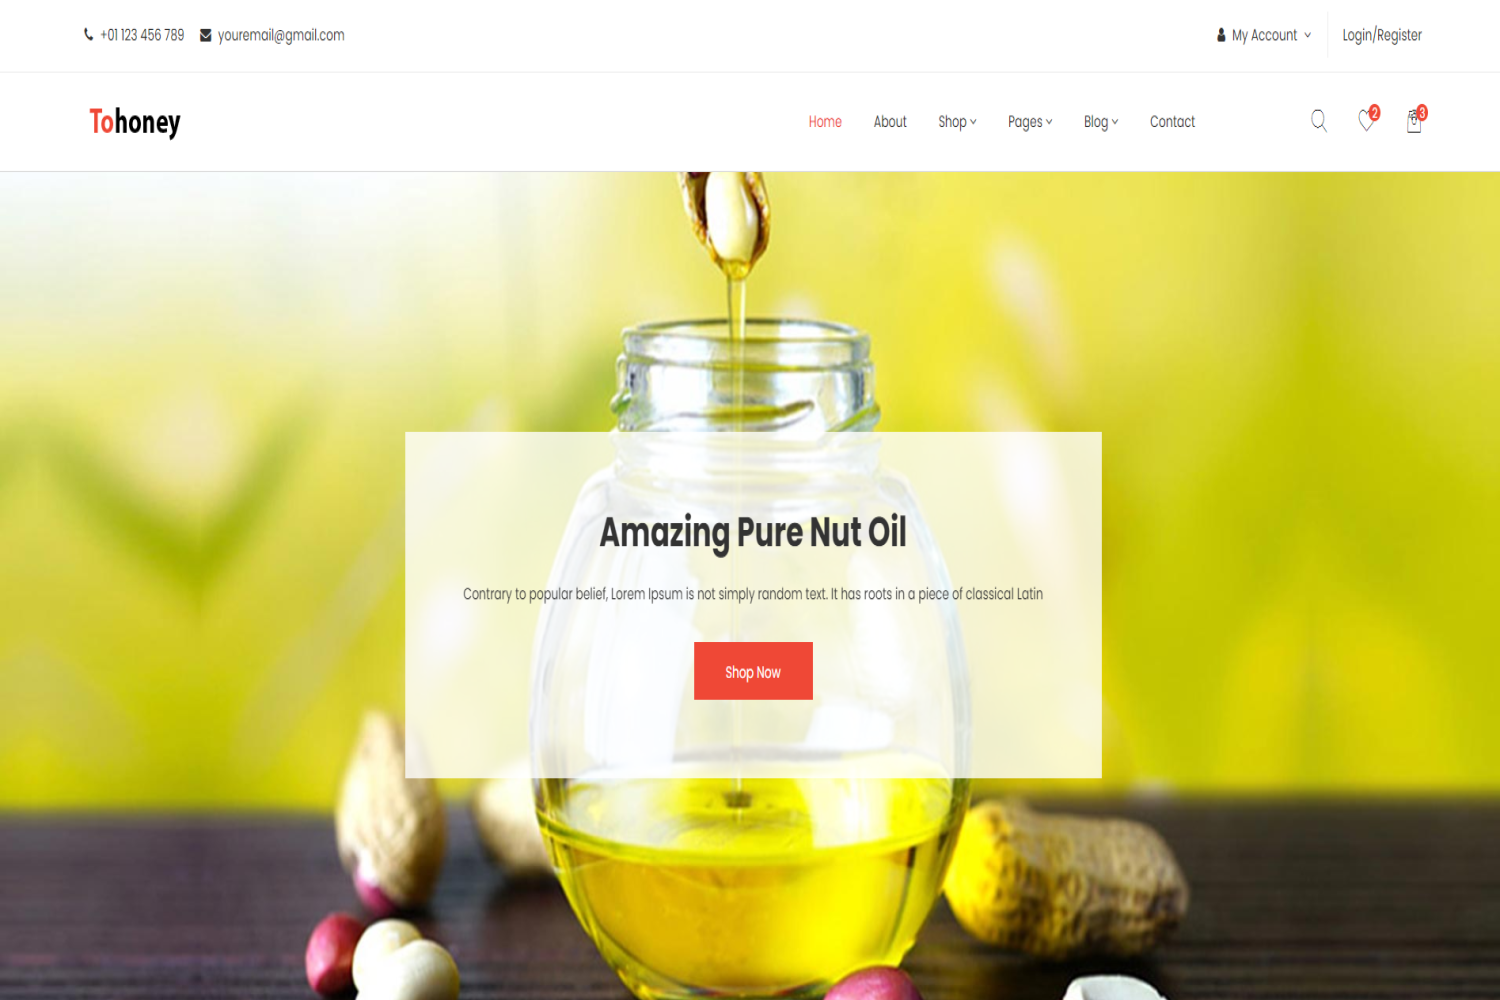 +01 123 456 789 youremail@gmail.com My Account Login/Register
Tohoney Home About Shop Pages Blog Contact 2 3
Amazing Pure Nut Oil
Contrary to popular belief, Lorem Ipsum is not simply random text. It has roots in a piece of classical Latin
Shop Now